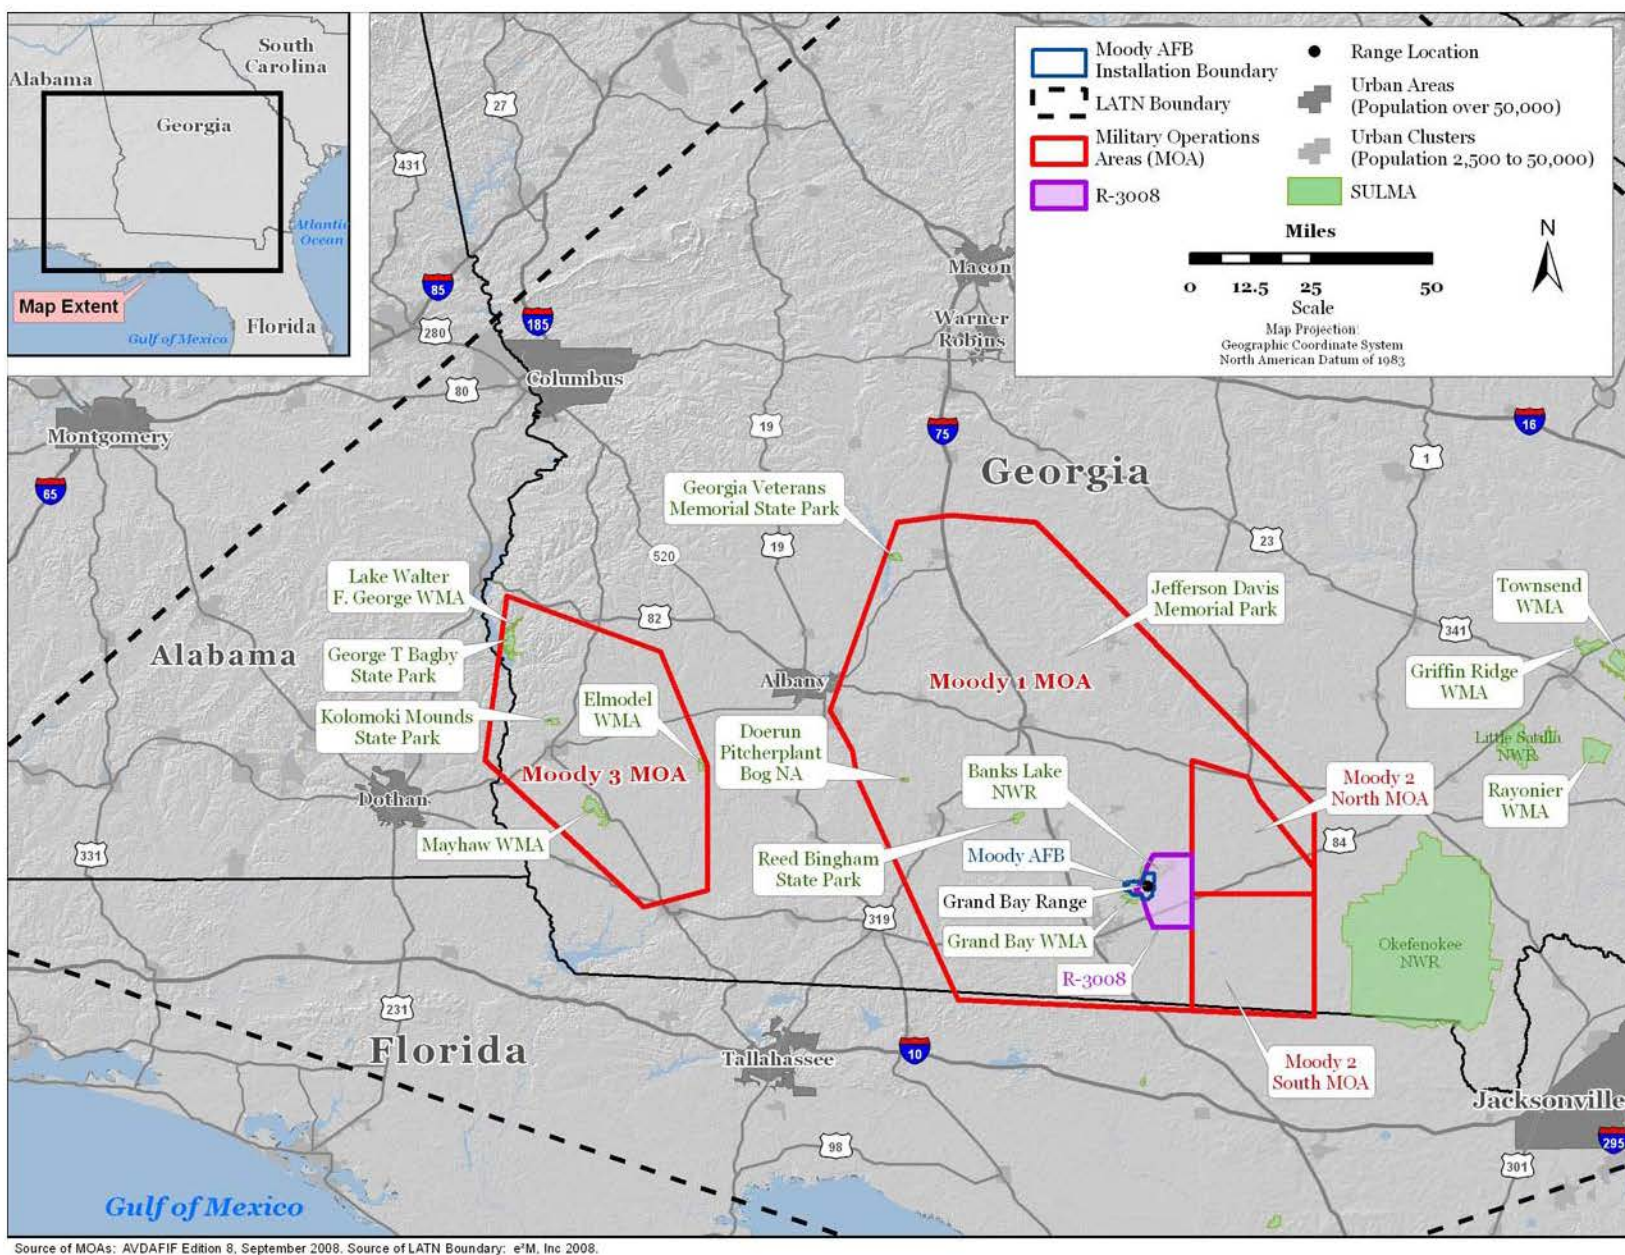 South
Carolina
Alabama
Georgia
Atlantic
Ocean
Map Extent
Florida
Gulf of Mexico
Moody AFB
Installation Boundary
LATN Boundary
Military Operations
Areas (MOA)
R-3008
Range Location
Urban Areas
(Population over 50,000)
Urban Clusters
(Population 2,500 to 50,000)
SULMA
Miles
0 12.5 25 50
Scale
Map Projection:
Geographic Coordinate System
North American Datum of 1983
N
27
431
85
280
185
80
Columbus
Macon
Warner
Robins
Montgomery
65
19
75
16
1
Georgia
Georgia Veterans
Memorial State Park
19
520
23
Lake Walter
F. George WMA
82
Jefferson Davis
Memorial Park
Townsend
WMA
341
Alabama
George T Bagby
State Park
Griffin Ridge
WMA
Albany
Moody 1 MOA
Kolomoki Mounds
State Park
Elmodel
WMA
Doerun
Pitcherplant
Bog NA
Little Satilla
NWR
Moody 3 MOA
Banks Lake
NWR
Moody 2
North MOA
Rayonier
WMA
Dothan
Mayhaw WMA
331
84
Reed Bingham
State Park
Moody AFB
Grand Bay Range
319
Grand Bay WMA
Okefenokee
NWR
R-3008
231
Florida
Tallahassee
10
Moody 2
South MOA
Jacksonville
98
295
301
Gulf of Mexico
Source of MOAs: AVDAFIF Edition 8, September 2008. Source of LATN Boundary: e²M, Inc 2008.